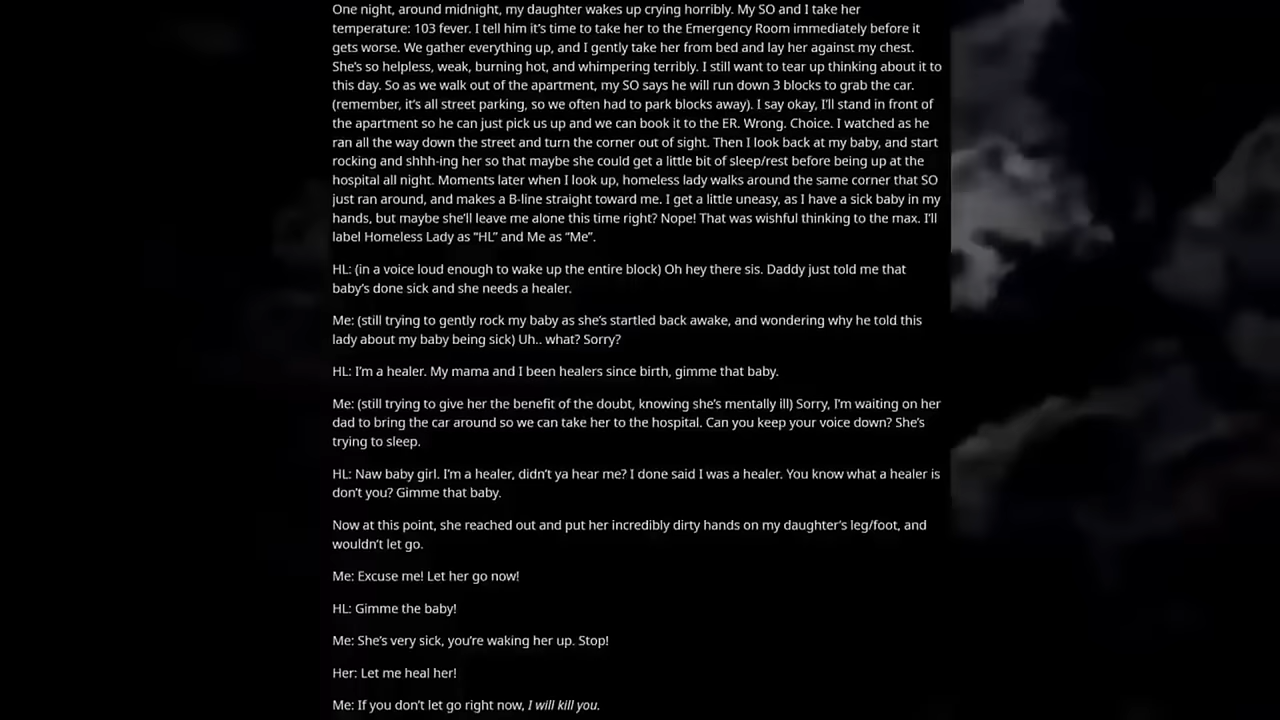 One night, around midnight, my daughter wakes up crying horribly. My SO and I take her
temperature: 103 fever. I tell him it’s time to take her to the Emergency Room immediately before it
gets worse. We gather everything up, and I gently take her from bed and lay her against my chest.
She’s so helpless, weak, burning hot, and whimpering terribly. I still want to tear up thinking about it to
this day. So as we walk out of the apartment, my SO says he will run down 3 blocks to grab the car.
(remember, it’s all street parking, so we often had to park blocks away). I say okay, I’ll stand in front of
the apartment so he can just pick us up and we can book it to the ER. Wrong. Choice. I watched as he
ran all the way down the street and turn the corner out of sight. Then I look back at my baby, and start
rocking and shhh-ing her so that maybe she could get a little bit of sleep/rest before being up at the
hospital all night. Moments later when I look up, homeless lady walks around the same corner that SO
just ran around, and makes a B-line straight toward me. I get a little uneasy, as I have a sick baby in my
hands, but maybe she’ll leave me alone this time right? Nope! That was wishful thinking to the max. I’ll
label Homeless Lady as “HL” and Me as “Me”.
HL: (in a voice loud enough to wake up the entire block) Oh hey there sis. Daddy just told me that
baby’s done sick and she needs a healer.
Me: (still trying to gently rock my baby as she’s startled back awake, and wondering why he told this
lady about my baby being sick) Uh.. what? Sorry?
HL: I’m a healer. My mama and I been healers since birth, gimme that baby.
Me: (still trying to give her the benefit of the doubt, knowing she’s mentally ill) Sorry, I’m waiting on her
dad to bring the car around so we can take her to the hospital. Can you keep your voice down? She’s
trying to sleep.
HL: Naw baby girl. I’m a healer, didn’t ya hear me? I done said I was a healer. You know what a healer is
don’t you? Gimme that baby.
Now at this point, she reached out and put her incredibly dirty hands on my daughter’s leg/foot, and
wouldn’t let go.
Me: Excuse me! Let her go now!
HL: Gimme the baby!
Me: She’s very sick, you’re waking her up. Stop!
Her: Let me heal her!
Me: If you don’t let go right now, I will kill you.